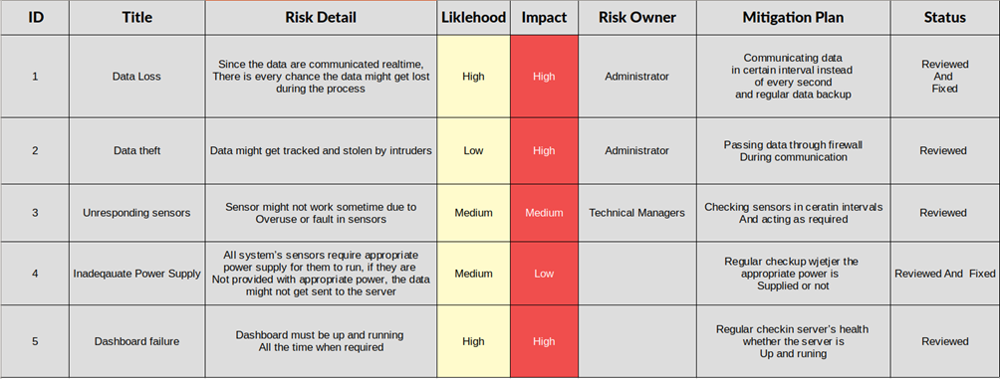 ID Title Risk Detail Liklehood Impact Risk Owner Mitigation Plan Status
1
Data Loss
Since the data are communicated realtime,
There is every chance the data might get lost
during the process
High
High
Administrator
Communicating data
in certain interval instead
of every second
and regular data backup
Reviewed
And
Fixed
2
Data theft
Data might get tracked and stolen by intruders
Low
High
Administrator
Passing data through firewall
During communication
Reviewed
3
Unresponding sensors
Sensor might not work sometime due to
Overuse or fault in sensors
Medium
Medium
Technical Managers
Checking sensors in ceratin intervals
And acting as required
Reviewed
4
Inadeqauate Power Supply
All system's sensors require appropriate
power supply for them to run, if they are
Not provided with appropriate power, the data
might not get sent to the server
Medium
Low
Regular checkup wjetjer the
appropriate power is
Supplied or not
Reviewed And Fixed
5
Dashboard failure
Dashboard must be up and running
All the time when required
High
High
Regular checkin server's health
whether the server is
Up and runing
Reviewed